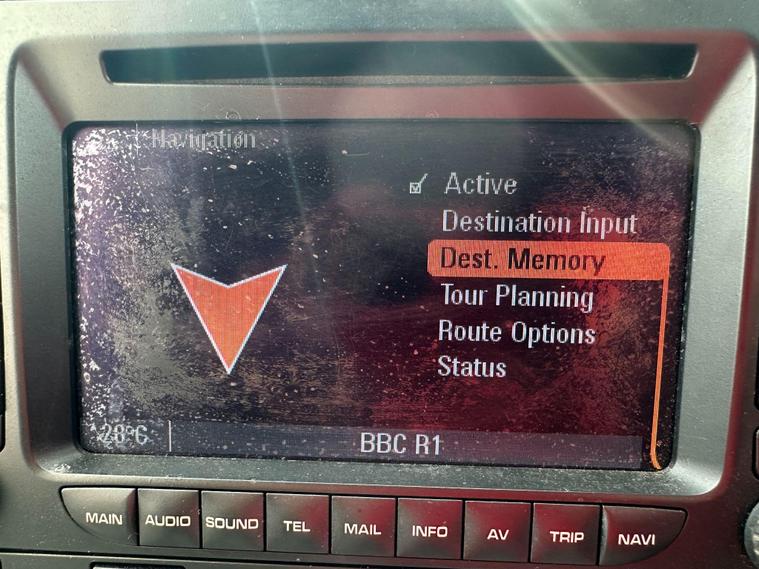 Navigation
Active
Destination Input
Dest. Memory
Tour Planning
Route Options
Status
28°C
BBC R1
MAIN AUDIO SOUND TEL MAIL INFO AV TRIP NAVI